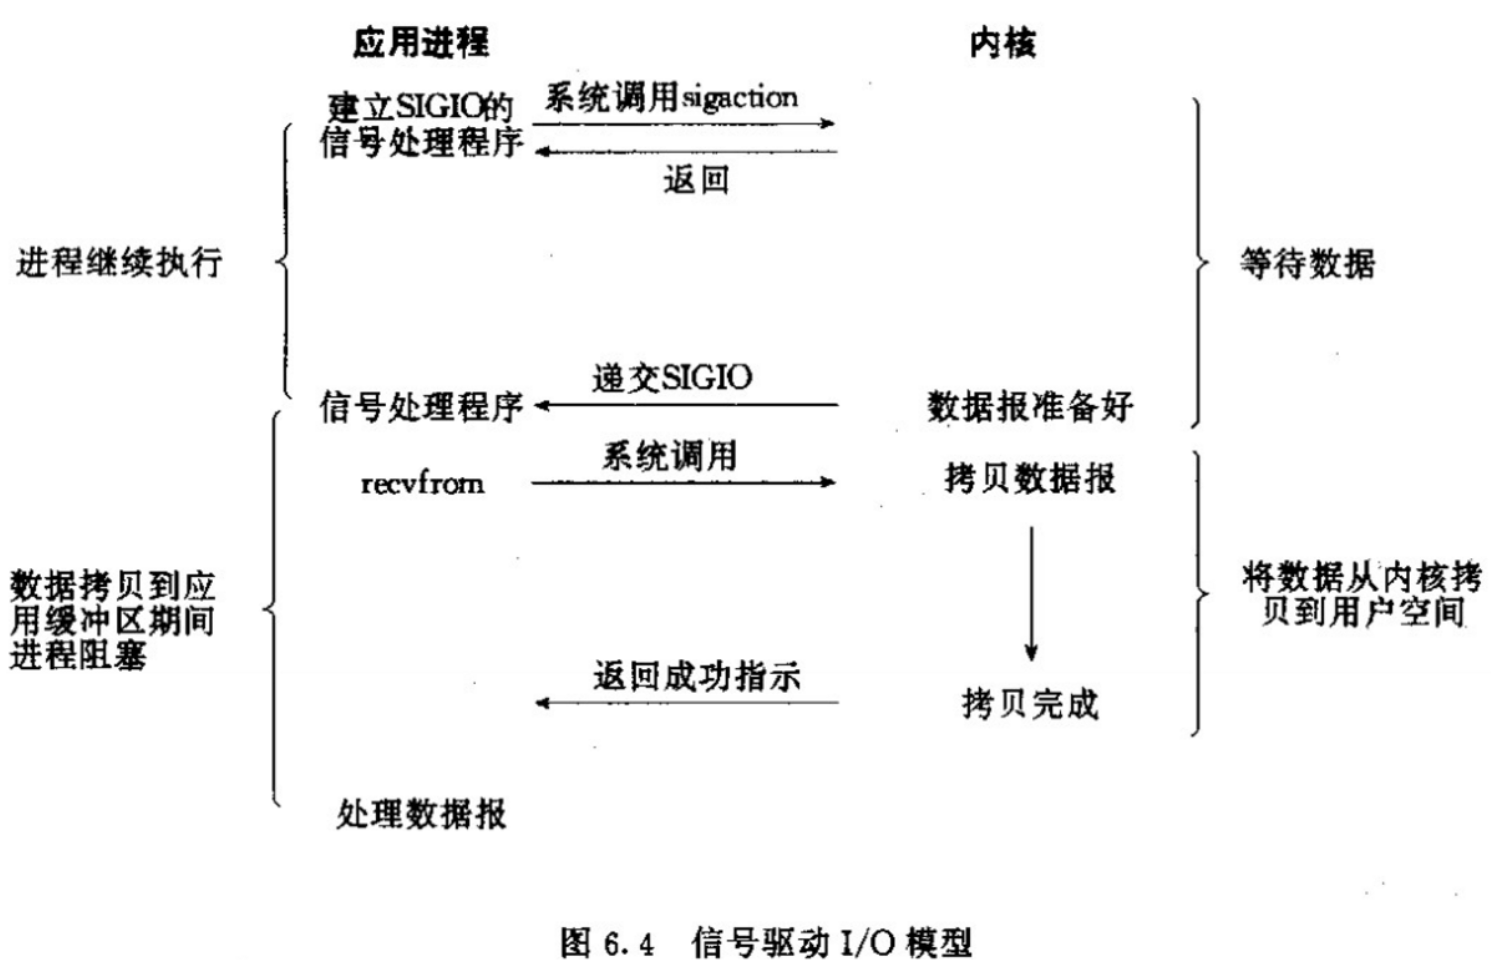 应用进程
内核
建立SIGIO的
信号处理程序
系统调用sigaction
返回
进程继续执行
等待数据
递交SIGIO
信号处理程序
数据报准备好
系统调用
recvfrom
拷贝数据报
数据拷贝到应
用缓冲区期间
进程阻塞
将数据从内核拷
贝到用户空间
返回成功指示
拷贝完成
处理数据报
图 6.4 信号驱动 I/O 模型